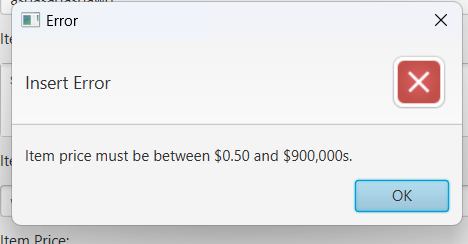 Error
Insert Error
Item price must be between $0.50 and $900,000s.
OK
Item Price: